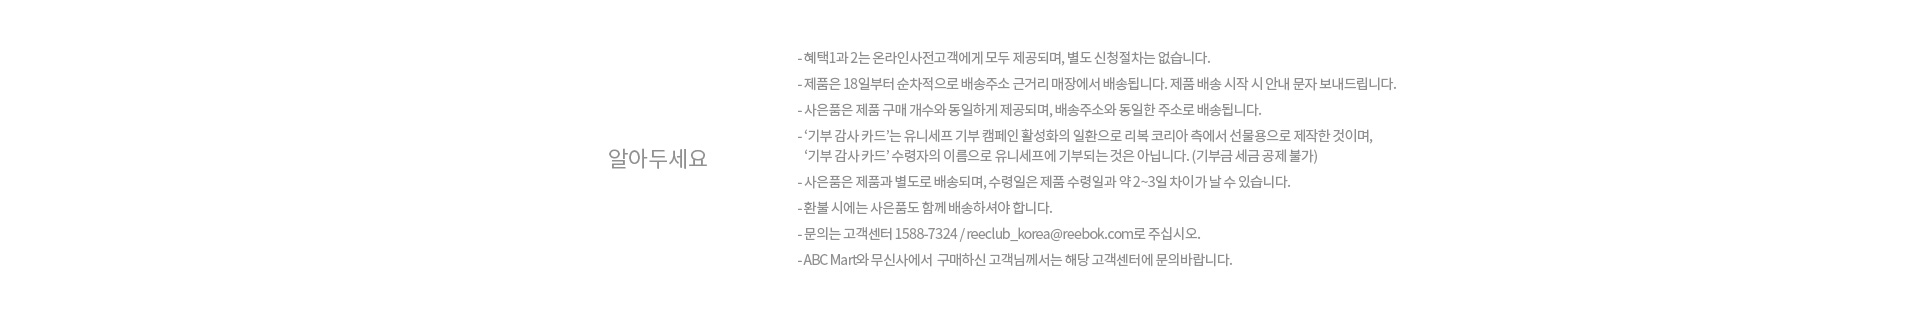 알아두세요
- 혜택1과 2는 온라인사전고객에게 모두 제공되며, 별도 신청절차는 없습니다.
- 제품은 18일부터 순차적으로 배송주소 근거리 매장에서 배송됩니다. 제품 배송 시작 시 안내 문자 보내드립니다.
- 사은품은 제품 구매 개수와 동일하게 제공되며, 배송주소와 동일한 주소로 배송됩니다.
- ‘기부 감사 카드’는 유니세프 기부 캠페인 활성화의 일환으로 리복 코리아 측에서 선물용으로 제작한 것이며,
‘기부 감사 카드’ 수령자의 이름으로 유니세프에 기부되는 것은 아닙니다. (기부금 세금 공제 불가)
- 사은품은 제품과 별도로 배송되며, 수령일은 제품 수령일과 약 2~3일 차이가 날 수 있습니다.
- 환불 시에는 사은품도 함께 배송하셔야 합니다.
- 문의는 고객센터 1588-7324 / reeclub_korea@reebok.com로 주십시오.
- ABC Mart와 무신사에서 구매하신 고객님께서는 해당 고객센터에 문의바랍니다.